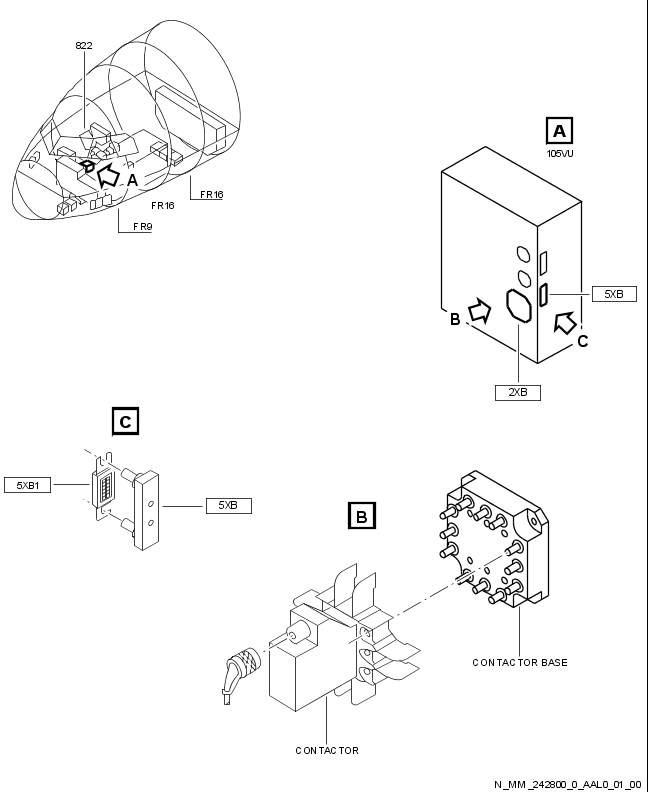 822
A
FR16
FR16
FR9
A
105VU
5XB
B
C
2XB
C
5XB1
5XB
B
CONTACTOR BASE
CONTACTOR
N_MM_242800_0_AAL0_01_00